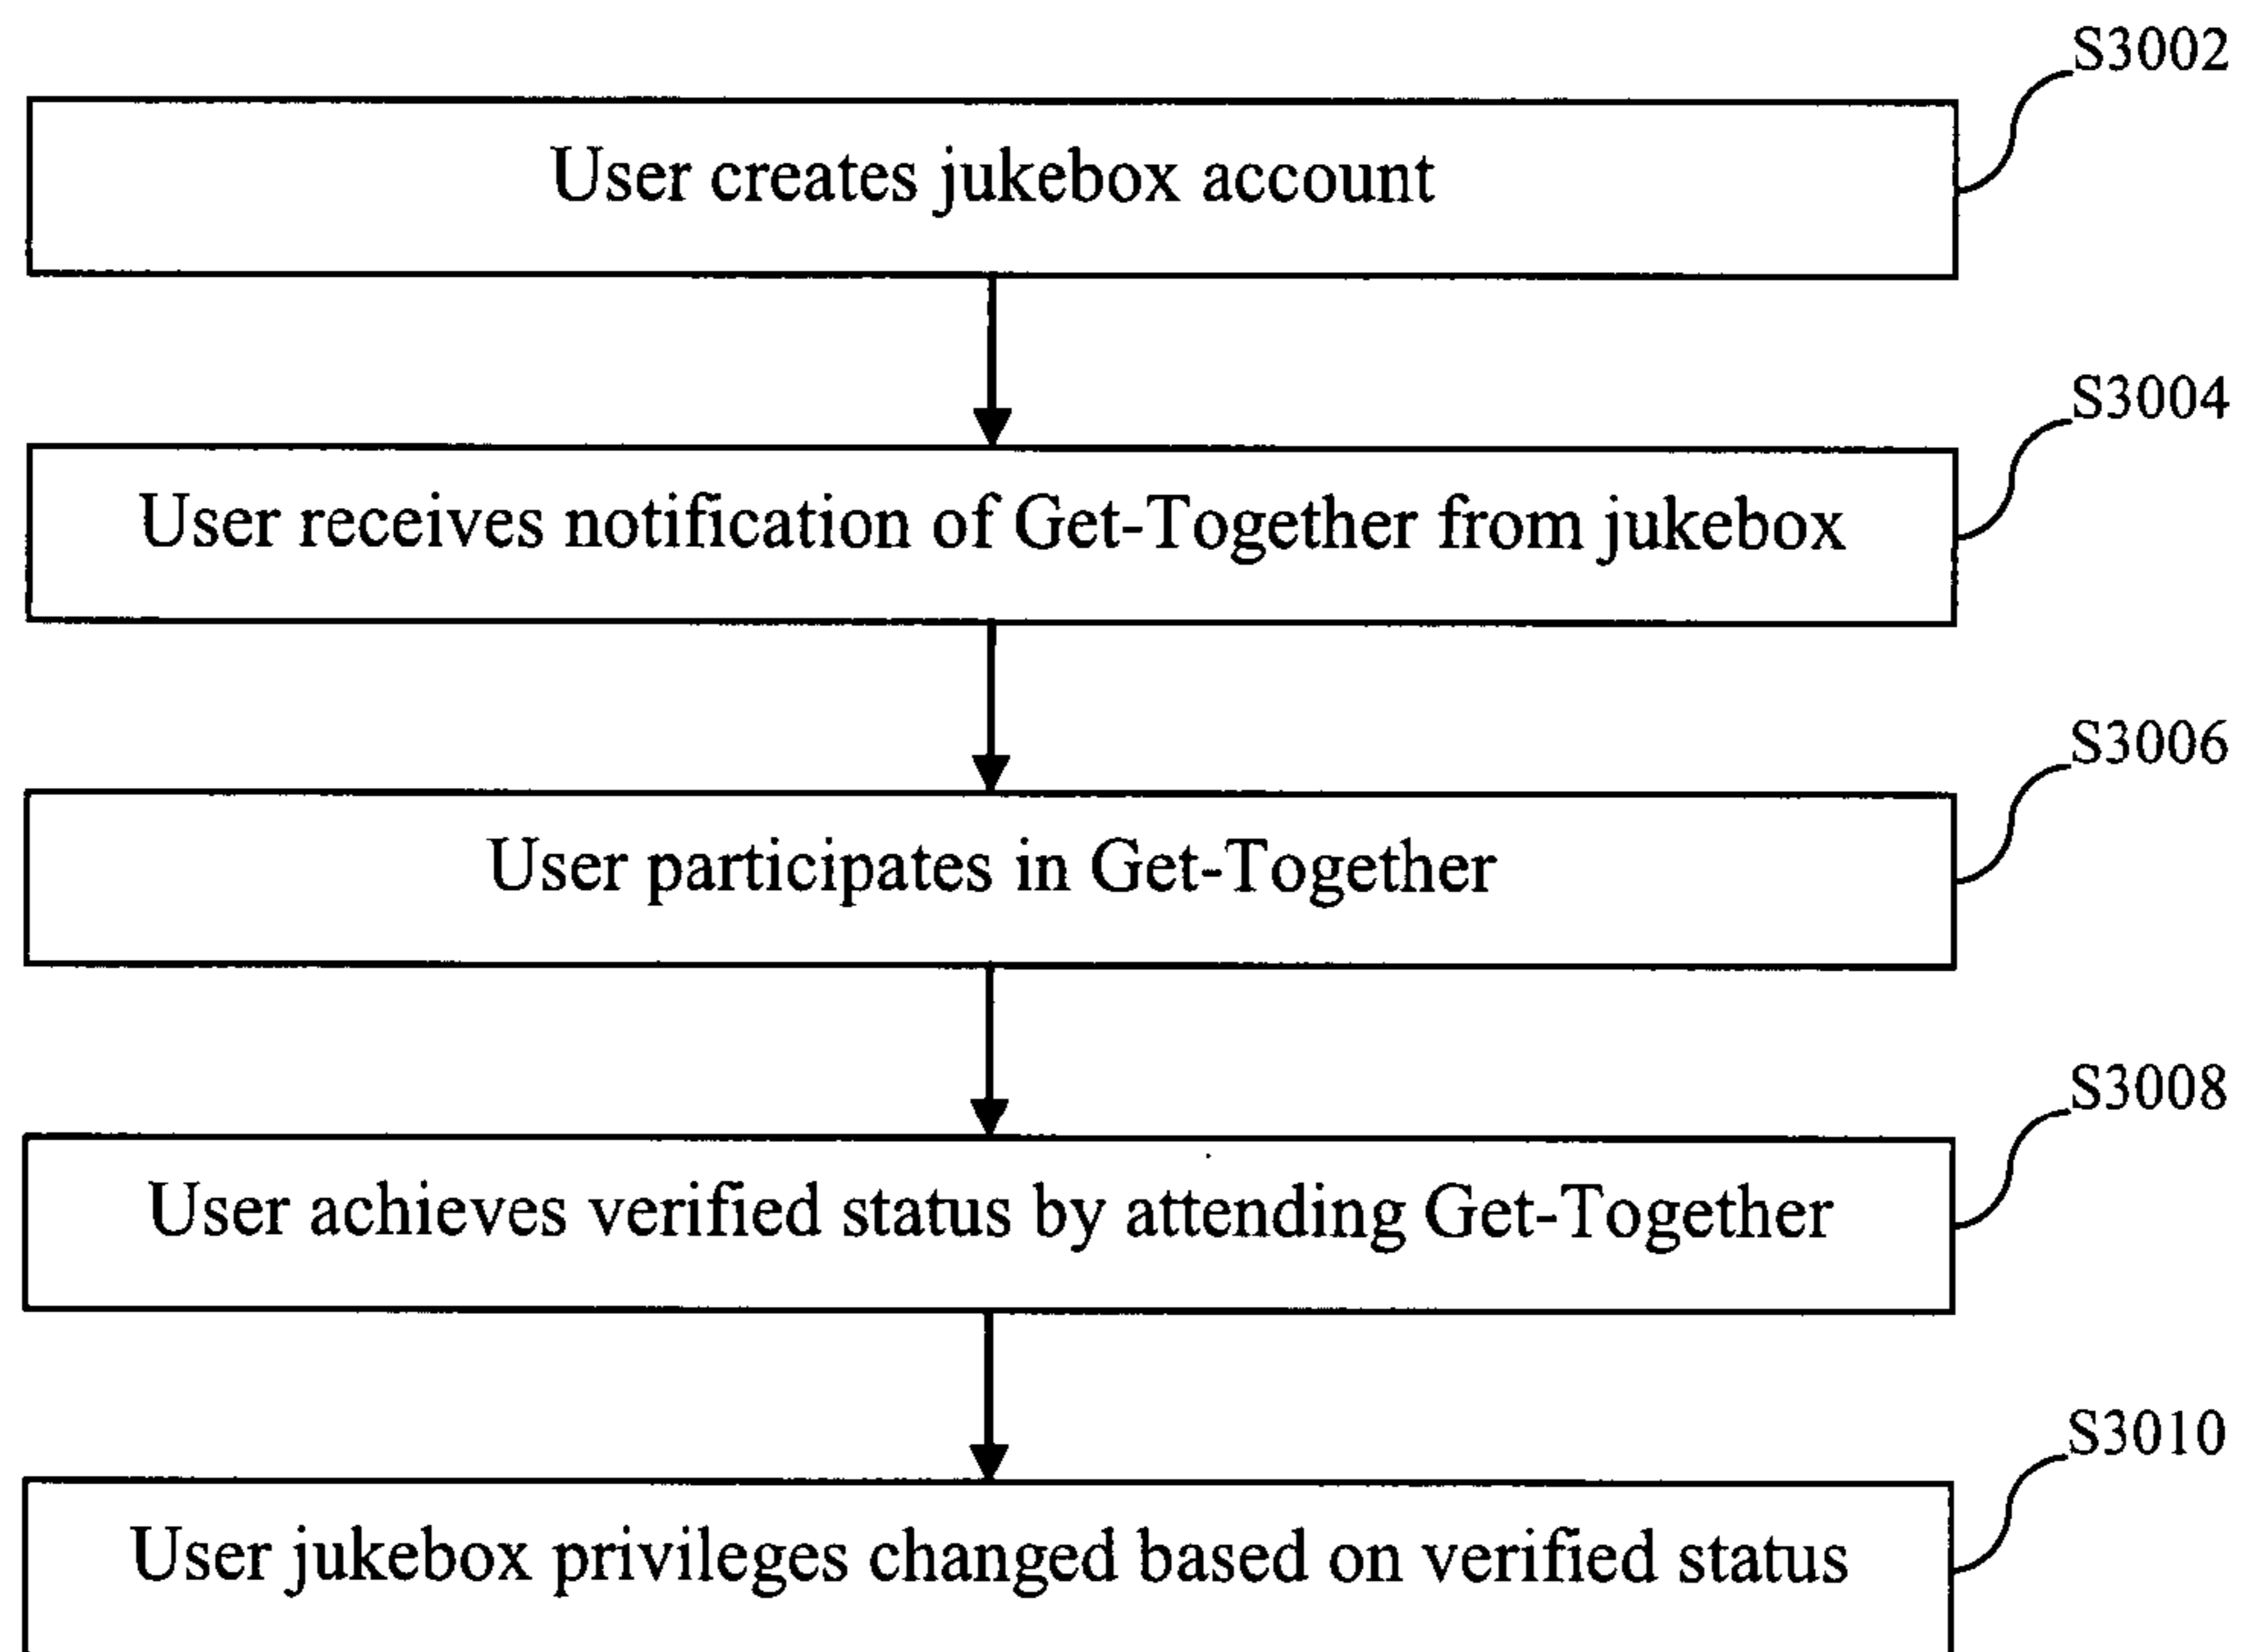 S3002
User creates jukebox account
S3004
User receives notification of Get-Together from jukebox
S3006
User participates in Get-Together
S3008
User achieves verified status by attending Get-Together
S3010
User jukebox privileges changed based on verified status